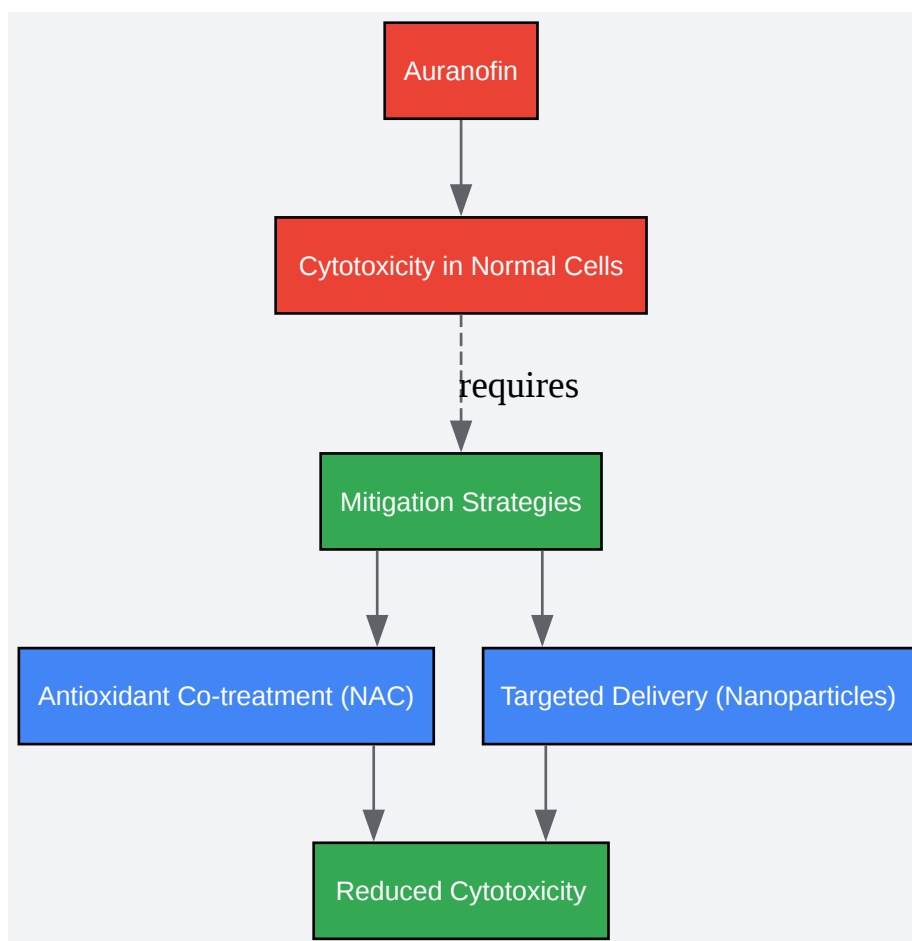 Auranofin
Cytotoxicity in Normal Cells
requires
Mitigation Strategies
Antioxidant Co-treatment (NAC)
Targeted Delivery (Nanoparticles)
Reduced Cytotoxicity